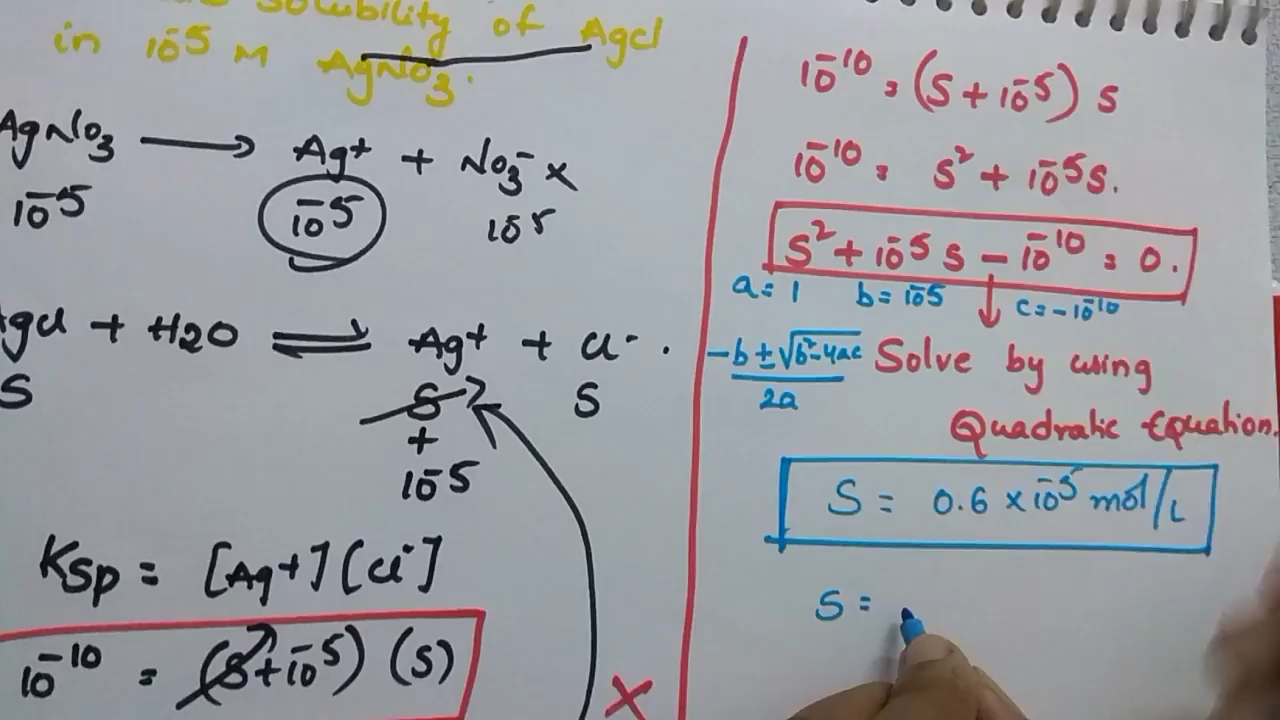 solubility of Agcl
in 10⁻⁵ M AgNO₃.
AgNO₃ ⟶ Ag⁺ + NO₃⁻ x
10⁻⁵ 10⁻⁵ 10⁻⁵
Agcl + H2O ⇌ Ag⁺ + Cl⁻.
S S S
+
10⁻⁵
Ksp = [Ag+] [Cl⁻]
10⁻¹⁰ = (S+10⁻⁵) (S)
X
10⁻¹⁰ = (S + 10⁻⁵) S
10⁻¹⁰ = S² + 10⁻⁵ S.
S² + 10⁻⁵ S - 10⁻¹⁰ = 0.
a = 1 b = 10⁻⁵ c = -10⁻¹⁰
-b ± √b²-4ac
2a
Solve by using
Quadratic Equation.
S = 0.6 × 10⁻⁵ mol/L
S =